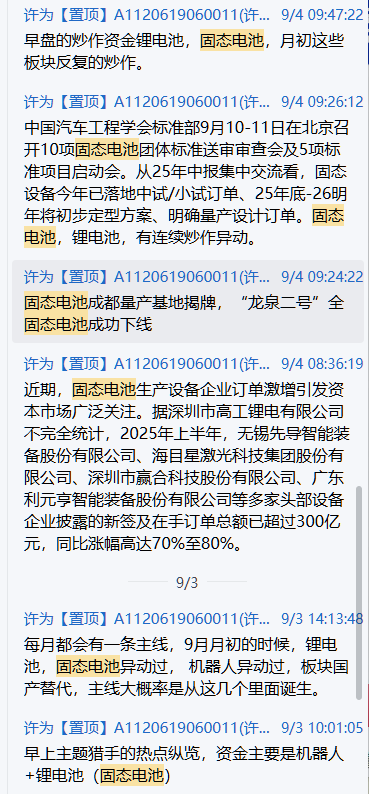 许为【置顶】A1120619060011(许... 9/4 09:47:22
早盘的炒作资金锂电池，固态电池，月初这些
板块反复的炒作。
许为【置顶】A1120619060011(许... 9/4 09:26:12
中国汽车工程学会标准部9月10-11日在北京召
开10项固态电池团体标准送审审查会及5项标
准项目启动会。从25年中报集中交流看，固态
设备今年已落地中试/小试订单、25年底-26明
年将初步定型方案、明确量产设计订单。固态
电池，锂电池，有连续炒作异动。
许为【置顶】A1120619060011(许... 9/4 09:24:22
固态电池成都量产基地揭牌，“龙泉二号”全
固态电池成功下线
许为【置顶】A1120619060011(许... 9/4 08:36:19
近期，固态电池生产设备企业订单激增引发资
本市场广泛关注。据深圳市高工锂电有限公司
不完全统计，2025年上半年，无锡先导智能装
备股份有限公司、海目星激光科技集团股份有
限公司、深圳市赢合科技股份有限公司、广东
利元亨智能装备股份有限公司等多家头部设备
企业披露的新签及在手订单总额已超过300亿
元，同比涨幅高达70%至80%。
9/3
许为【置顶】A1120619060011(许... 9/3 14:13:48
每月都会有一条主线，9月月初的时候，锂电
池，固态电池异动过， 机器人异动过，板块国
产替代，主线大概率是从这几个里面诞生。
许为【置顶】A1120619060011(许... 9/3 10:01:05
早上主题猎手的热点纵览，资金主要是机器人
+锂电池（固态电池）